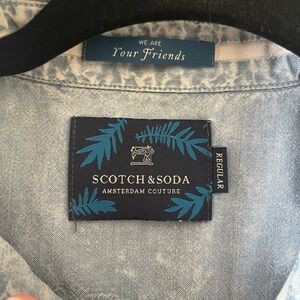 WE ARE
Your Friends
SCOTCH & SODA
AMSTERDAM COUTURE
REGULAR